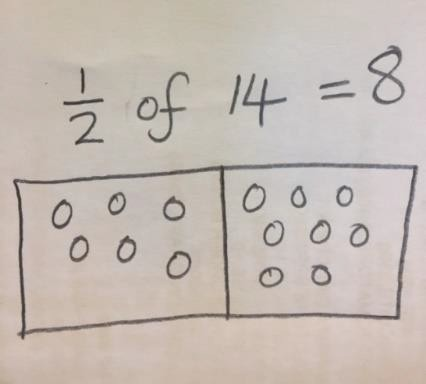 1/2 of 14 = 8